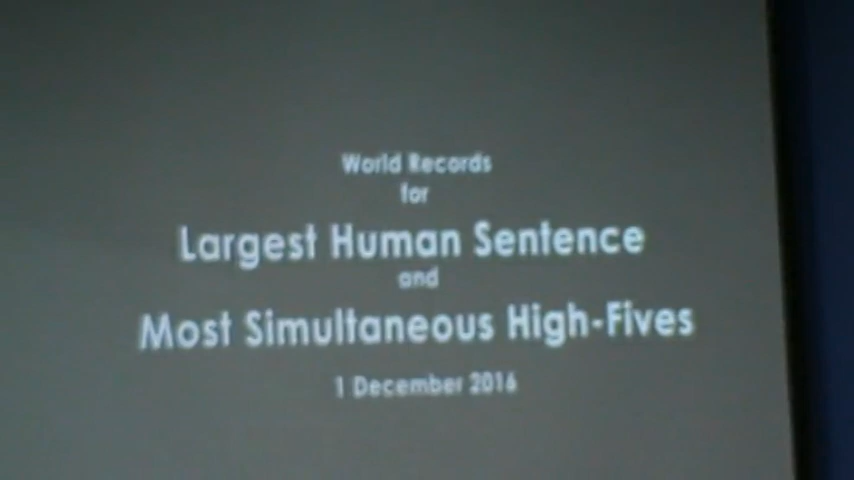 World Records
for
Largest Human Sentence
and
Most Simultaneous High-Fives
1 December 2016